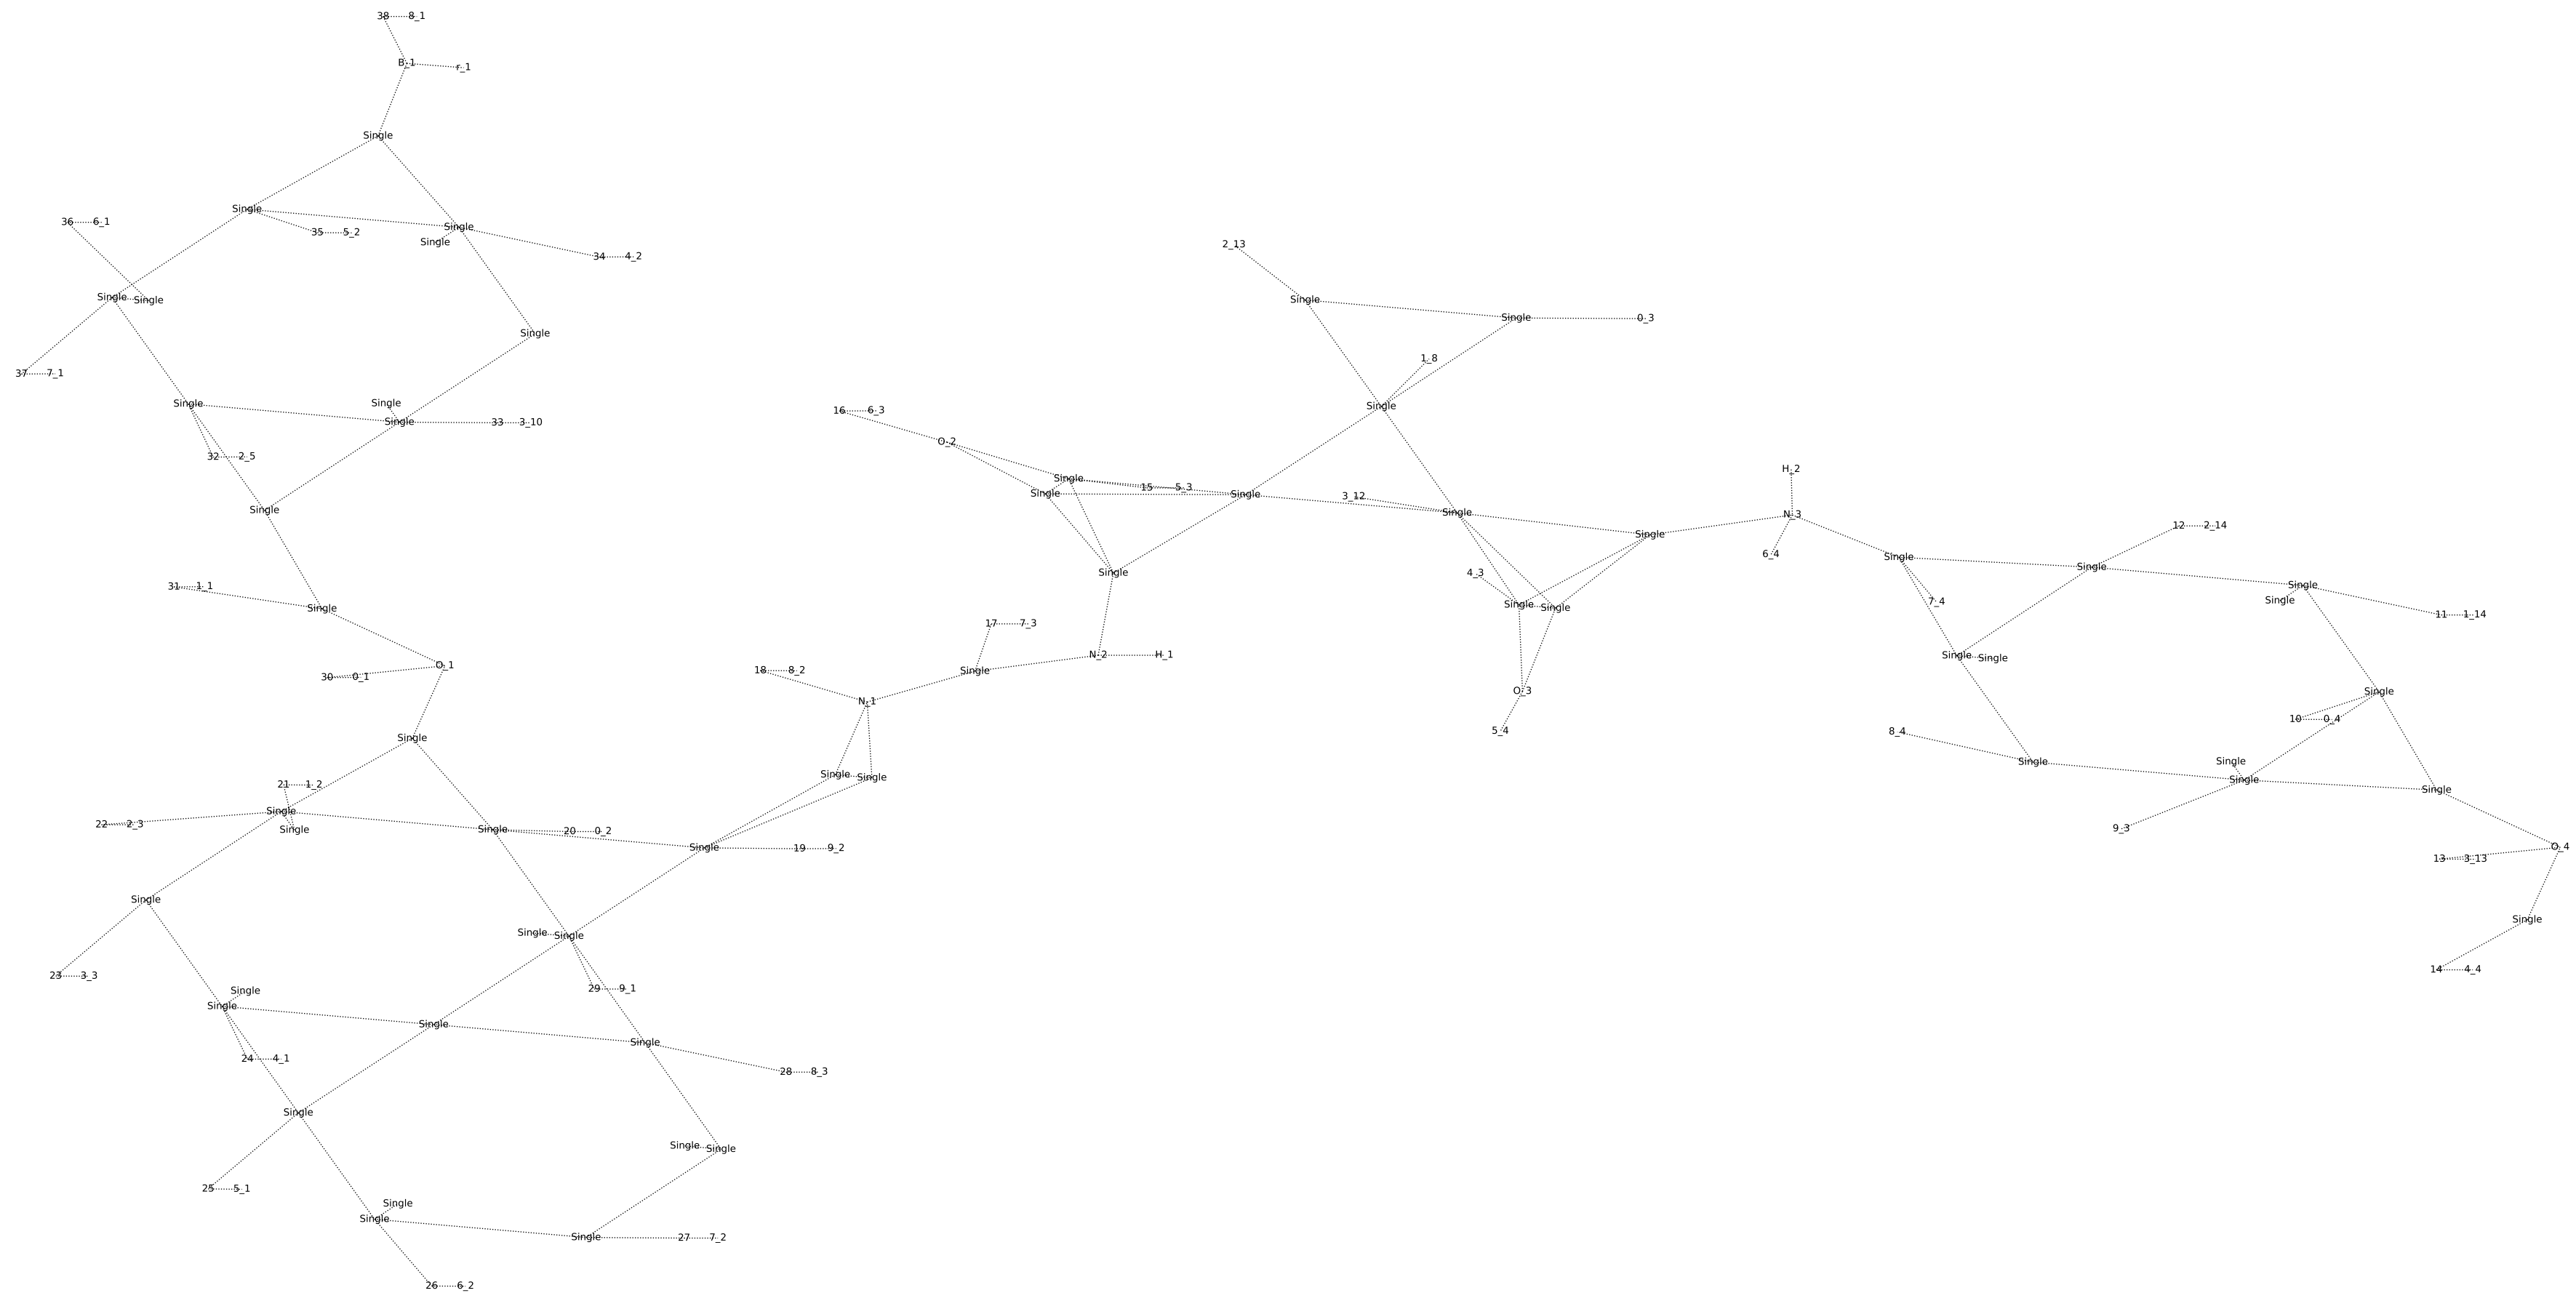 38 8_1
B_1 r_1
Single
Single
36 6_1 35 5_2 Single
Single 34 4_2
2_13
Single Single Single
Single 0_3
Single
1_8
37 7_1
Single Single Single
16 6_3
Single 33 3_10
O_2
32 2_5
H_2
Single
15 5_3
Single Single 3_12
Single Single N_3
Single
6_4 Single
12 2_14
Single
Single 4_3
31 1_1 Single
Single
Single Single 7_4
Single 11 1_14
17 7_3
N_2 H_1
Single Single
O_1
18 8_2 Single
30 0_1
O_3 Single
N_1
10 0_4
5_4 8_4
Single
Single Single
Single Single
21 1_2 Single
Single
Single
22 2_3 Single Single 20 0_2 9_3
Single 19 9_2 O_4
13 3_13
Single
Single
Single Single
14 4_4
23 3_3
Single 29 9_1
Single
Single
Single
24 4_1
28 8_3
Single
Single Single
25 5_1
Single
Single
Single 27 7_2
26 6_2